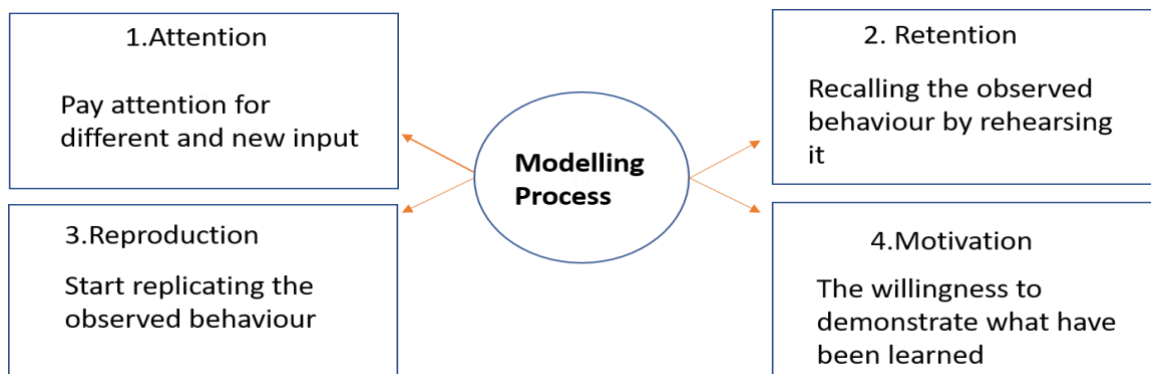 1.Attention
Pay attention for
different and new input
2. Retention
Recalling the observed
behaviour by rehearsing
it
Modelling
Process
3.Reproduction
Start replicating the
observed behaviour
4.Motivation
The willingness to
demonstrate what have
been learned